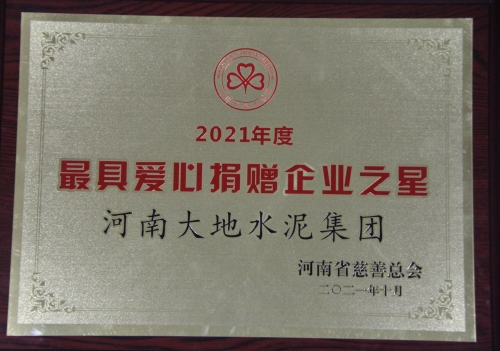 2021年度
最具爱心捐赠企业之星
河南大地水泥集团
河南省慈善总会
二〇二一年十月